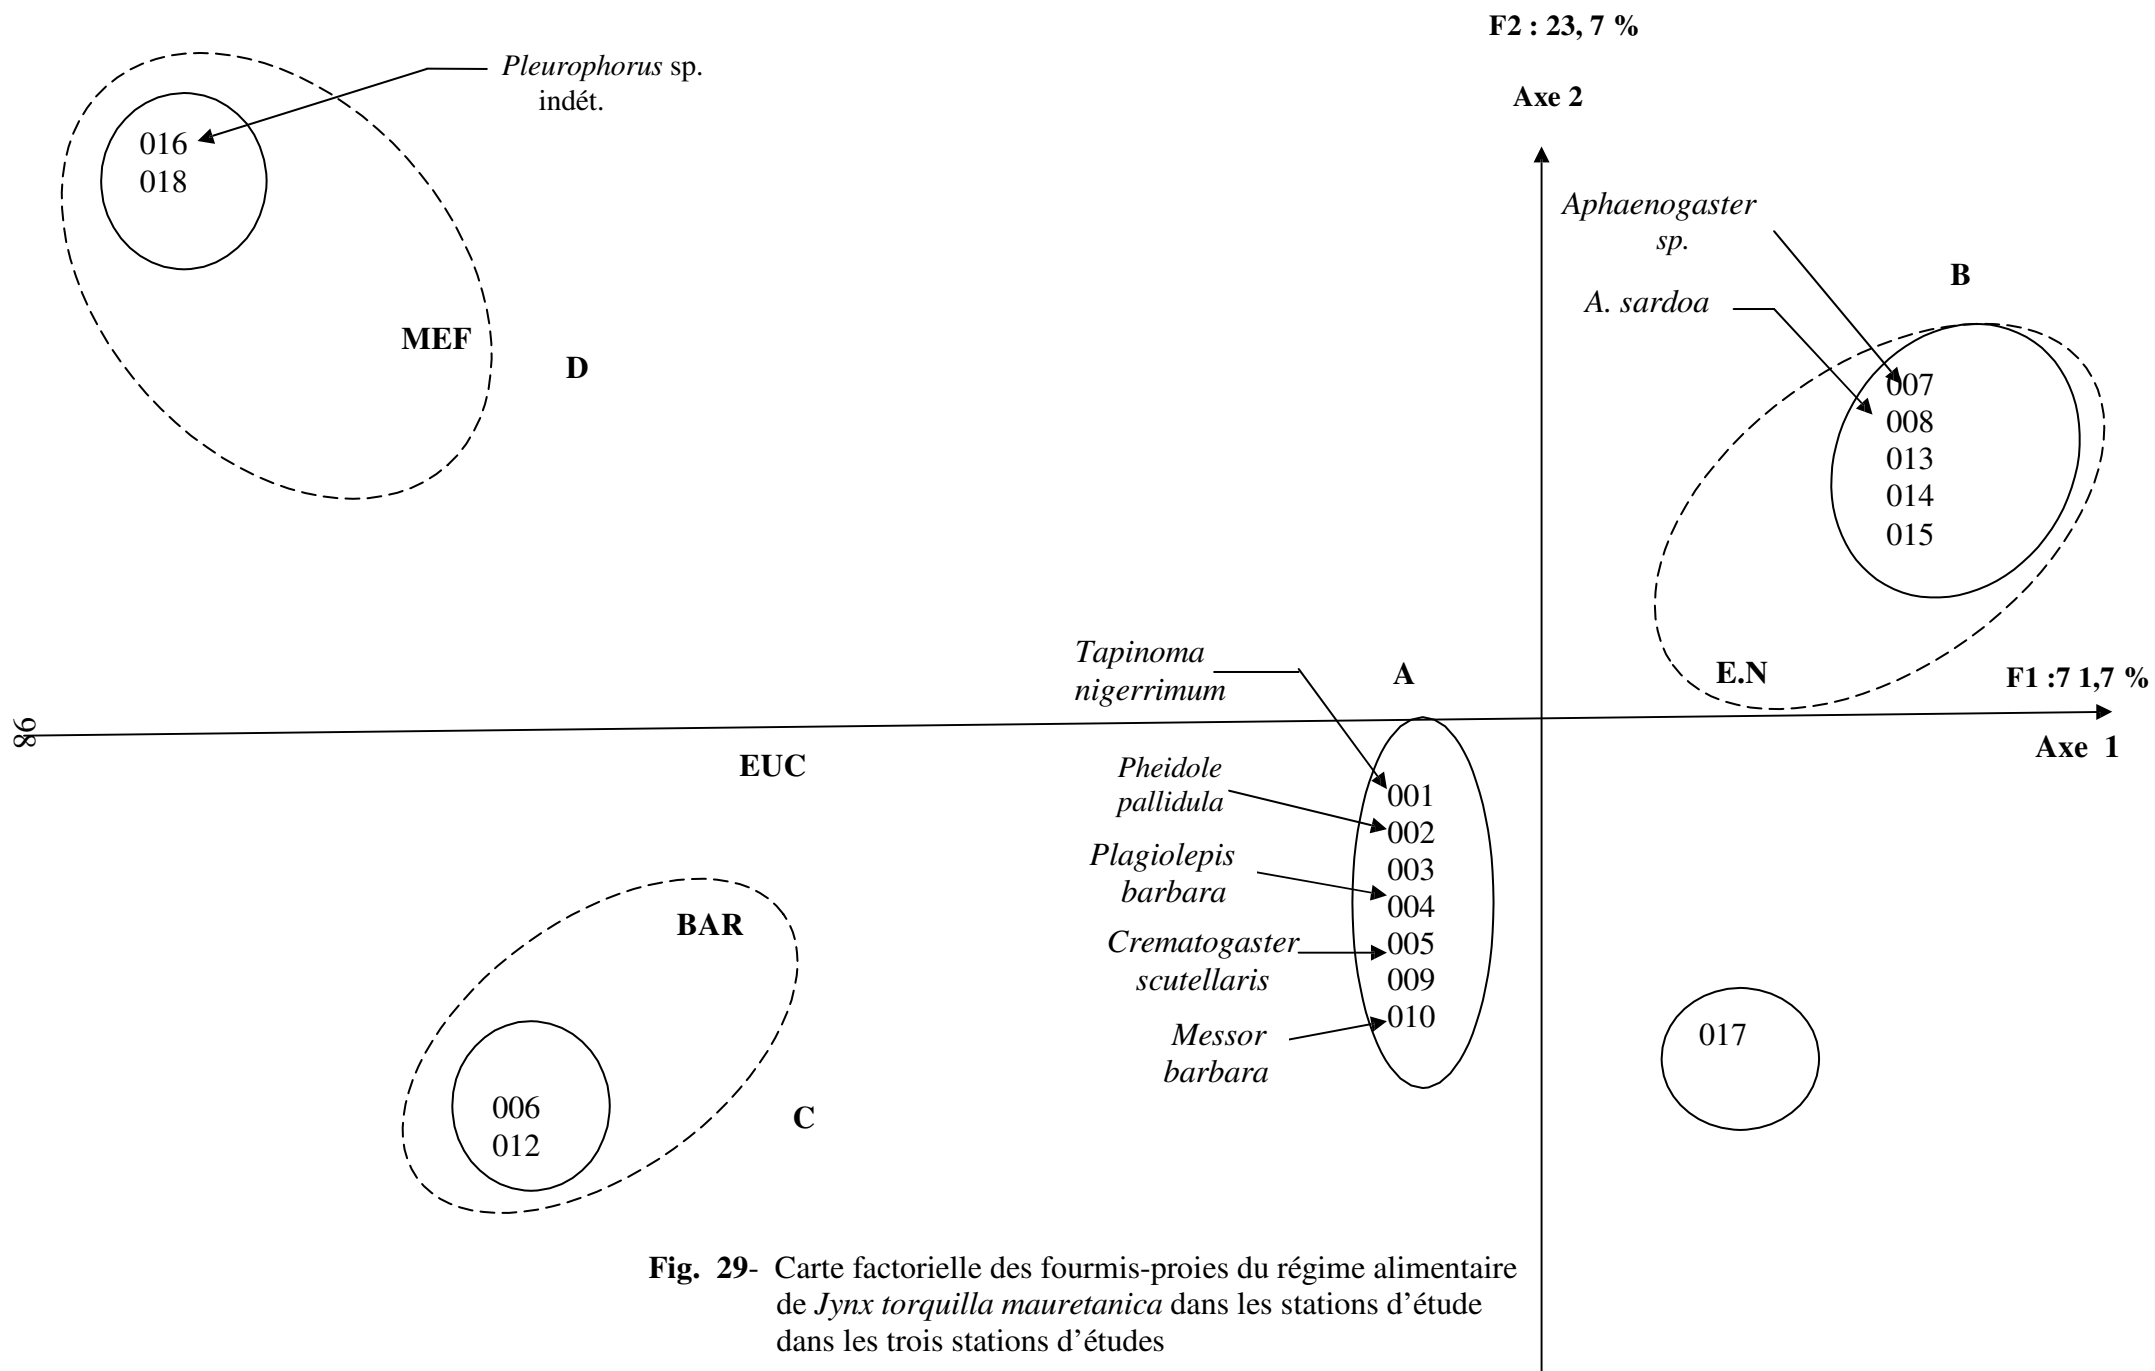 F2 : 23, 7 %
Pleurophorus sp.
indét.
Axe 2
016
018
Aphaenogaster
sp.
B
A. sardoa
MEF
D
007
008
013
014
015
Tapinoma
nigerrimum
A
E.N
F1 :7 1,7 %
98
EUC
Axe 1
Pheidole
pallidula
001
002
Plagiolepis
barbara
003
004
BAR
Crematogaster
scutellaris
005
009
010
Messor
barbara
017
006
012
C
Fig. 29- Carte factorielle des fourmis-proies du régime alimentaire
de Jynx torquilla mauretanica dans les stations d’étude
dans les trois stations d’études